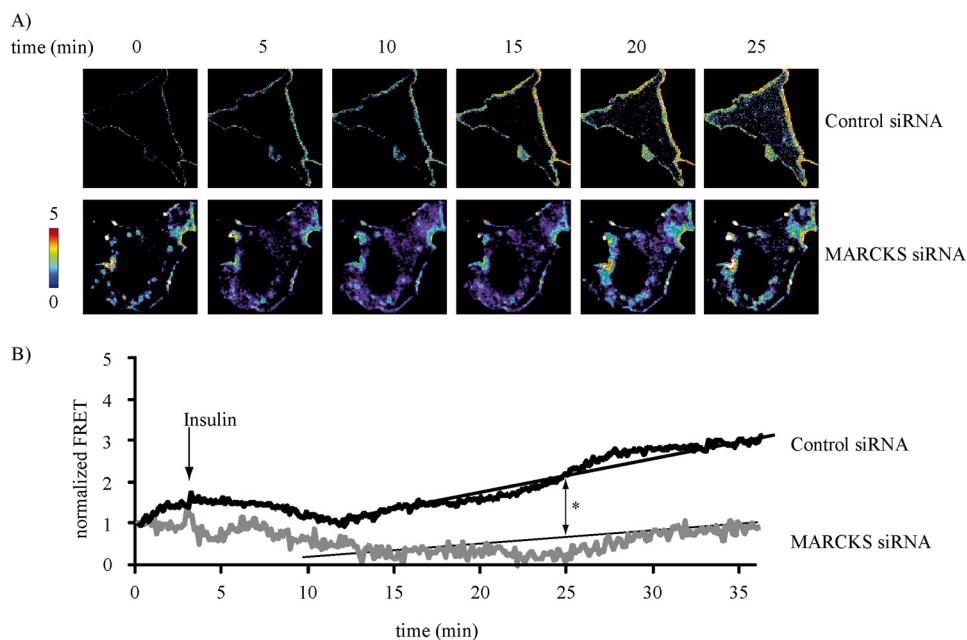 A)
time (min) 0 5 10 15 20 25
Control siRNA
5
0
MARCKS siRNA
B)
normalized FRET
5
4
3
2
1
0
Insulin
*
Control siRNA
MARCKS siRNA
0 5 10 15 20 25 30 35
time (min)